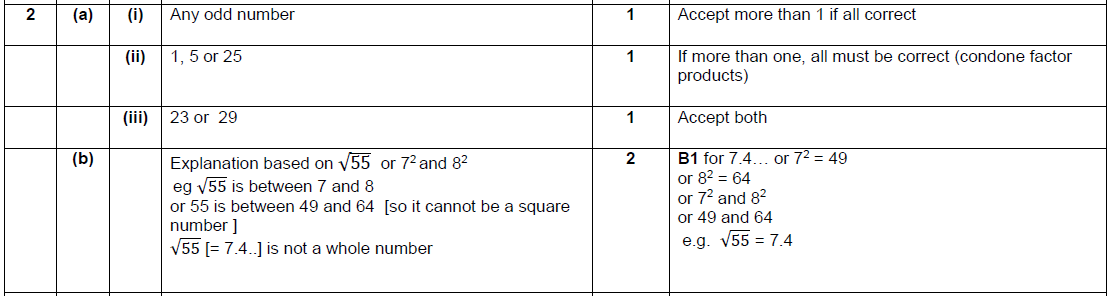 2 (a) (i) Any odd number 1 Accept more than 1 if all correct
(ii) 1, 5 or 25 1 If more than one, all must be correct (condone factor
products)
(iii) 23 or 29 1 Accept both
(b) Explanation based on √55 or 7² and 8² 2 B1 for 7.4… or 7² = 49
eg √55 is between 7 and 8 or 8² = 64
or 55 is between 49 and 64 [so it cannot be a square or 7² and 8²
number ] or 49 and 64
√55 [= 7.4..] is not a whole number e.g. √55 = 7.4